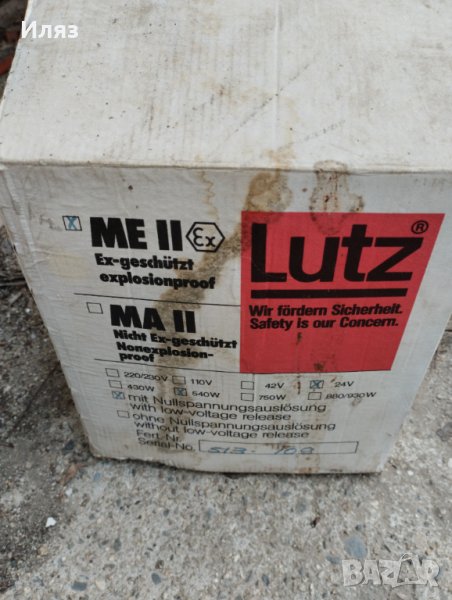 Иляз
ME II Ex
Ex-geschützt
explosionproof
Lutz®
Wir fördern Sicherheit.
Safety is our Concern.
MA II
Nicht Ex-geschützt
Nonexplosion-
proof
220/230V 110V 42V 24V
430W 540W 750W 880/930W
mit Nullspannungsauslösung
with low-voltage release
ohne Nullspannungsauslösung
without low-voltage release
Fert.-Nr.
Serial-No.
BAZAR